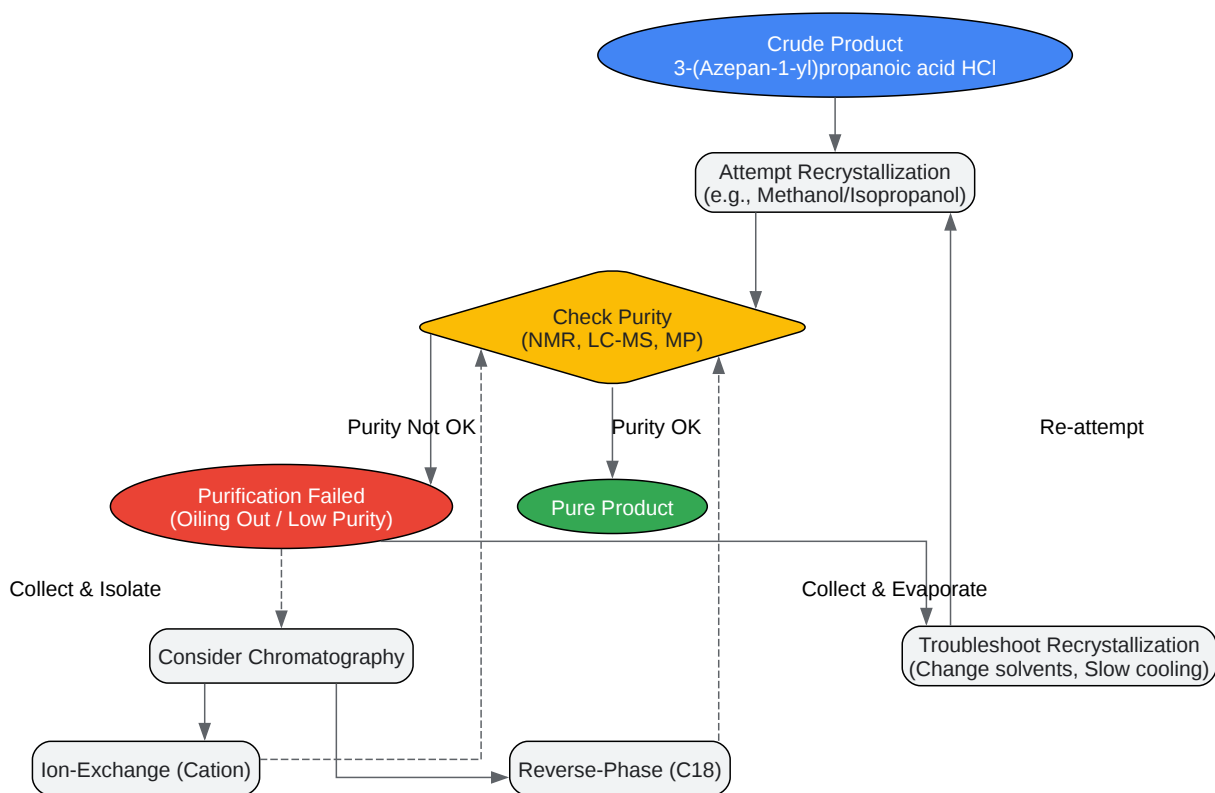 Crude Product
3-(Azepan-1-yl)propanoic acid HCl
Attempt Recrystallization
(e.g., Methanol/Isopropanol)
Check Purity
(NMR, LC-MS, MP)
Purity Not OK
Purity OK
Re-attempt
Purification Failed
(Oiling Out / Low Purity)
Pure Product
Collect & Isolate
Collect & Evaporate
Consider Chromatography
Troubleshoot Recrystallization
(Change solvents, Slow cooling)
Ion-Exchange (Cation)
Reverse-Phase (C18)